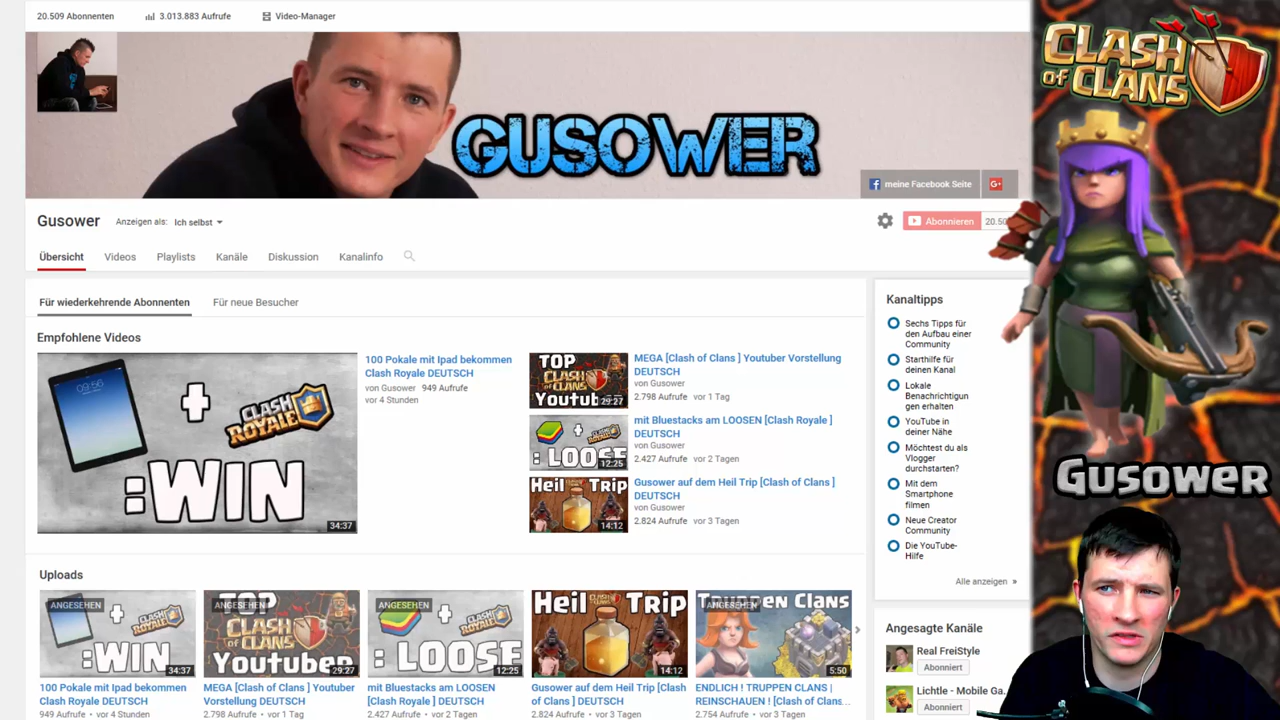 20.509 Abonnenten
3.013.883 Aufrufe
Video-Manager
CLASH
OF CLANS
GUSOWER
meine Facebook Seite
G+
Gusower
Anzeigen als: Ich selbst
Abonnieren
20.50
Übersicht
Videos
Playlists
Kanäle
Diskussion
Kanalinfo
Für wiederkehrende Abonnenten
Für neue Besucher
Empfohlene Videos
09:56
+
CLASH
ROYALE
:WIN
34:37
100 Pokale mit Ipad bekommen
Clash Royale DEUTSCH
von Gusower 949 Aufrufe
vor 4 Stunden
TOP
CLASH
OF CLANS
Youtub
29:27
MEGA [Clash of Clans ] Youtuber
Vorstellung
DEUTSCH
von Gusower
2.798 Aufrufe vor 1 Tag
+
: LOOSE
12:25
mit Bluestacks am LOOSEN [Clash Royale ]
DEUTSCH
von Gusower
2.427 Aufrufe vor 2 Tagen
Heil Trip
14:12
Gusower auf dem Heil Trip [Clash of Clans ]
DEUTSCH
von Gusower
2.824 Aufrufe vor 3 Tagen
Kanaltipps
Sechs Tipps für
den Aufbau einer
Community
Starthilfe für
deinen Kanal
Lokale
Benachrichtigun
gen erhalten
YouTube in
deiner Nähe
Möchtest du als
Vlogger
durchstarten?
Mit dem
Smartphone
filmen
Neue Creator
Community
Die YouTube-
Hilfe
Alle anzeigen »
Gusower
Uploads
ANGESEHEN
+
CLASH
ROYALE
:WIN
34:37
100 Pokale mit Ipad bekommen
Clash Royale DEUTSCH
949 Aufrufe • vor 4 Stunden
ANGESEHEN
TOP
CLASH
OF CLANS
Youtuber
29:27
MEGA [Clash of Clans ] Youtuber
Vorstellung DEUTSCH
2.798 Aufrufe • vor 1 Tag
ANGESEHEN
+
CLASH
ROYALE
: LOOSE
12:25
mit Bluestacks am LOOSEN
[Clash Royale ] DEUTSCH
2.427 Aufrufe • vor 2 Tagen
Heil Trip
14:12
Gusower auf dem Heil Trip [Clash
of Clans ] DEUTSCH
2.824 Aufrufe • vor 3 Tagen
ANGESEHEN
Truppen Clans
5:50
ENDLICH ! TRUPPEN CLANS |
REINSCHAUEN ! [Clash of Clans...
2.754 Aufrufe • vor 3 Tagen
Angesagte Kanäle
Real FreiStyle
Abonniert
Lichtle - Mobile Ga...
Abonniert